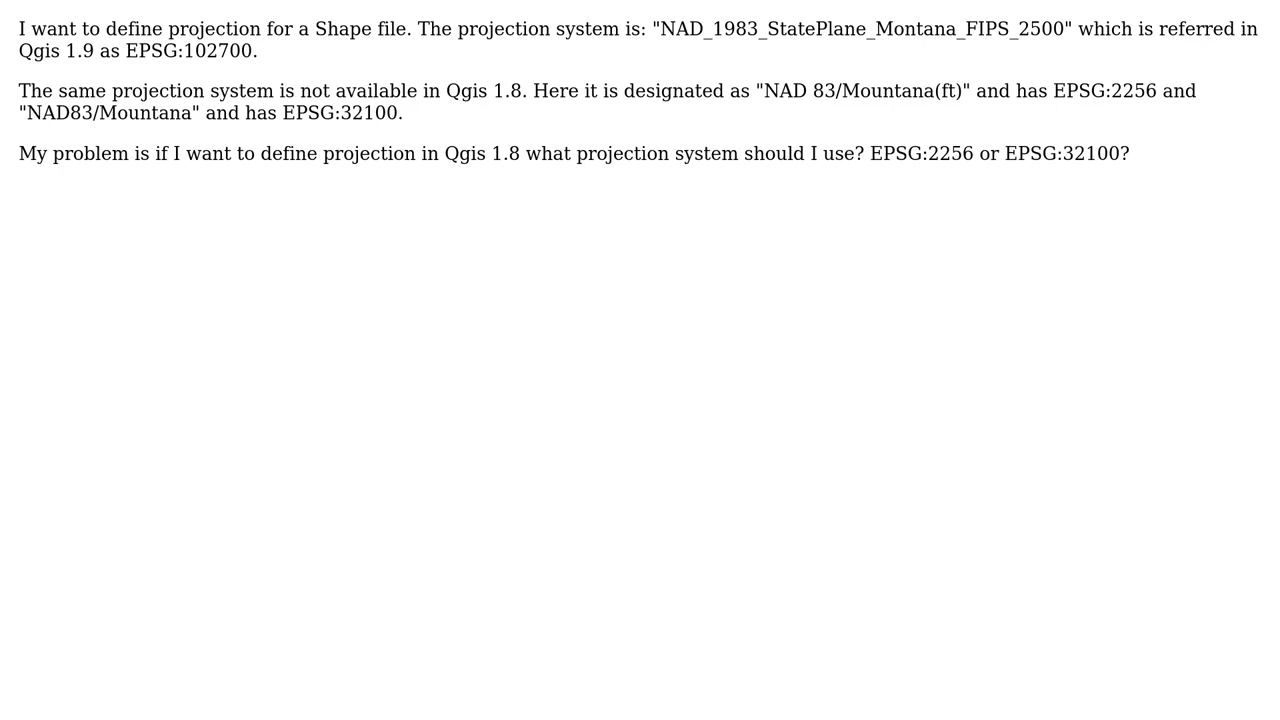 I want to define projection for a Shape file. The projection system is: "NAD_1983_StatePlane_Montana_FIPS_2500" which is referred in
Qgis 1.9 as EPSG:102700.
The same projection system is not available in Qgis 1.8. Here it is designated as "NAD 83/Mountana(ft)" and has EPSG:2256 and
"NAD83/Mountana" and has EPSG:32100.
My problem is if I want to define projection in Qgis 1.8 what projection system should I use? EPSG:2256 or EPSG:32100?